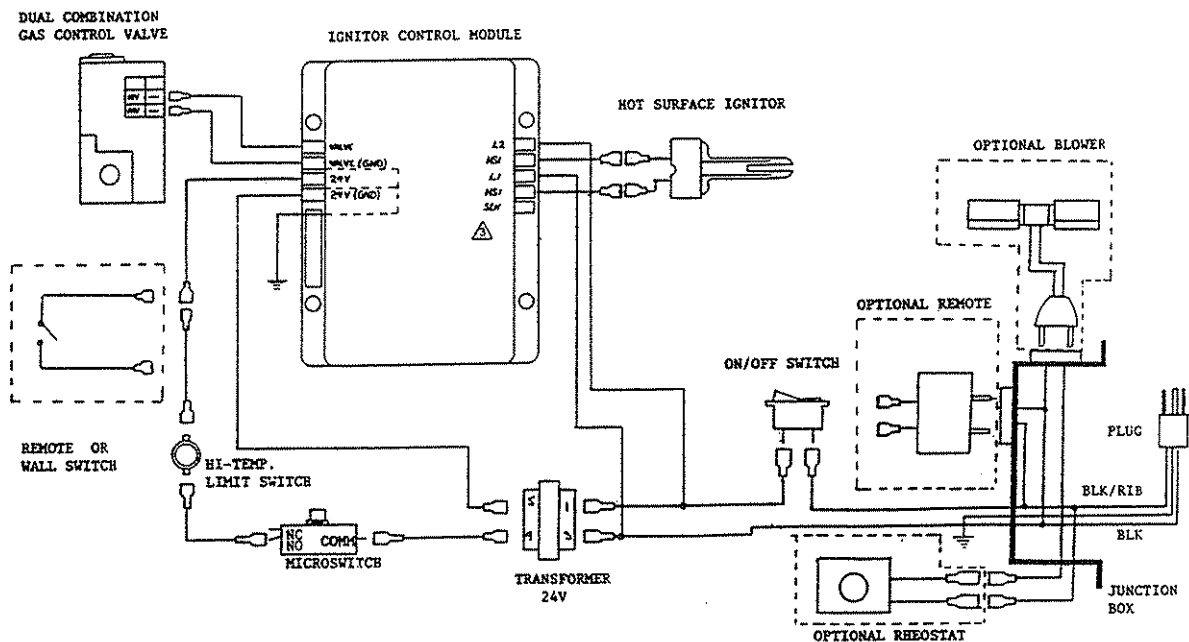 DUAL COMBINATION
GAS CONTROL VALVE
IGNITOR CONTROL MODULE
HOT SURFACE IGNITOR
OPTIONAL BLOWER
VALVE
VALVE (GND)
24V
24V (GND)
L2
HSI
L1
HSI
SEN
3
OPTIONAL REMOTE
ON/OFF SWITCH
REMOTE OR
WALL SWITCH
HI-TEMP.
LIMIT SWITCH
PLUG
BLK/RIB
BLK
NC
NO
COMM
MICROSWITCH
TRANSFORMER
24V
JUNCTION
BOX
OPTIONAL RHEOSTAT